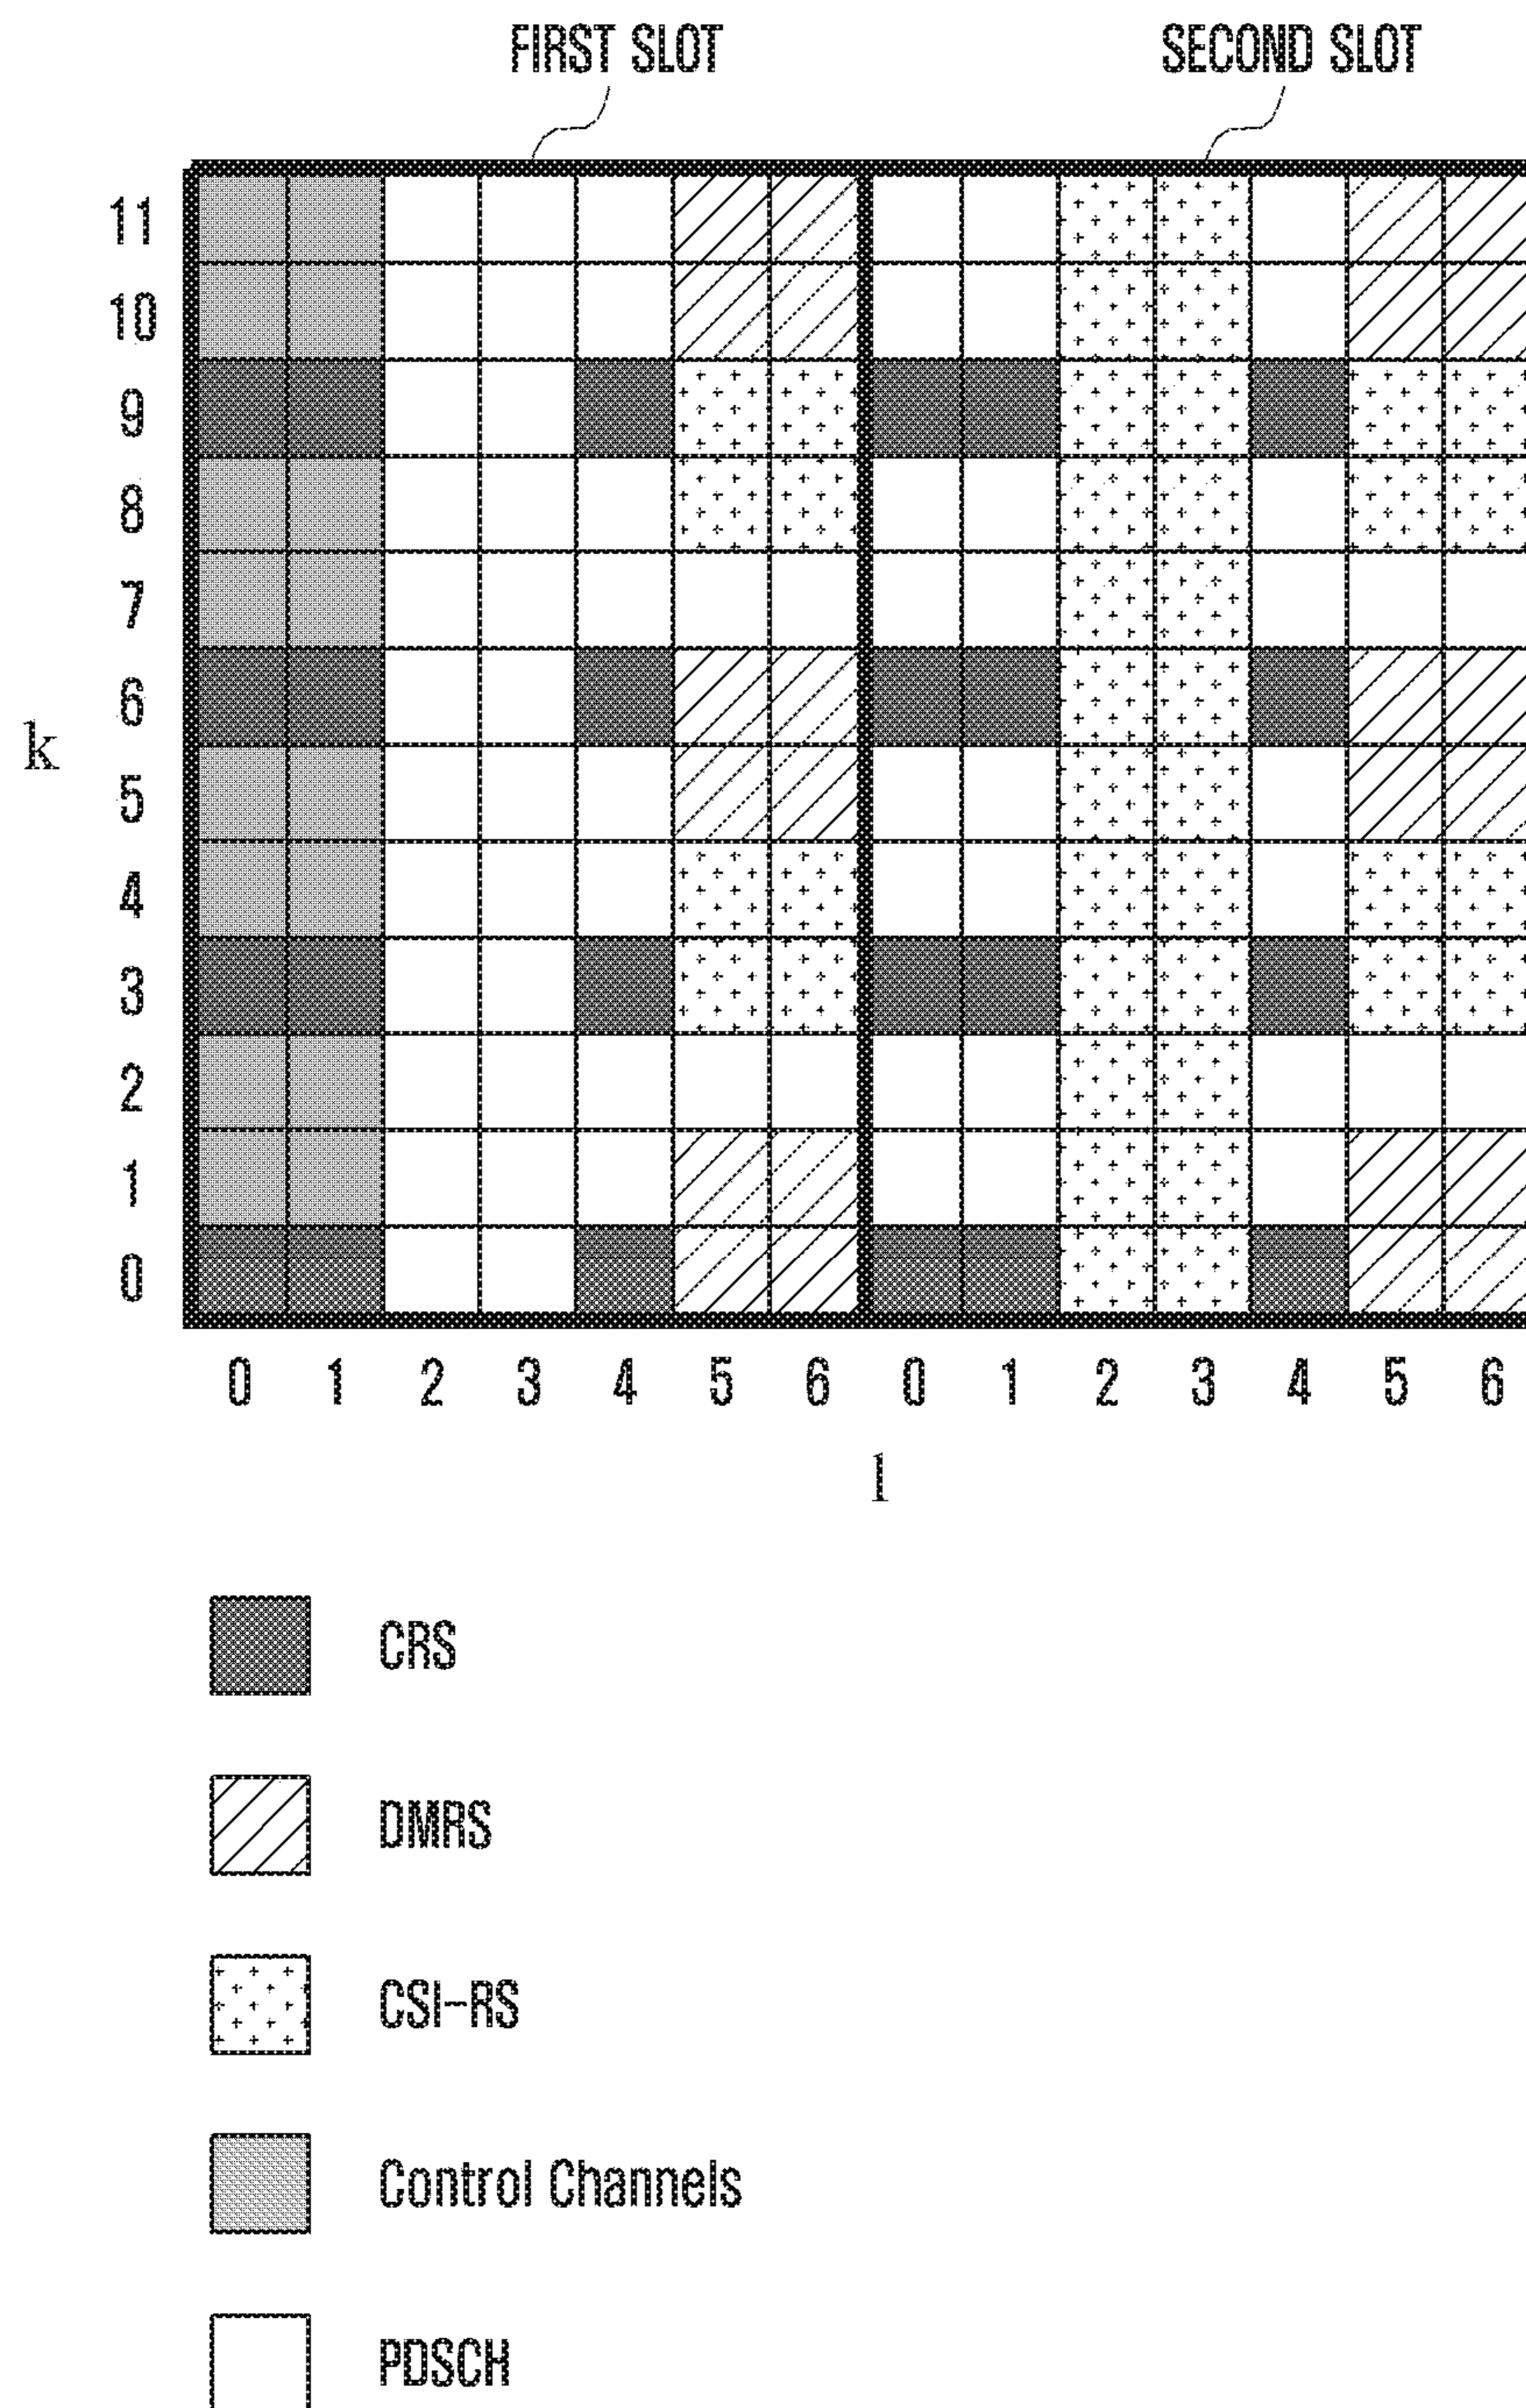 FIRST SLOT SECOND SLOT
11
10
9
8
7
6
k
5
4
3
2
1
0
0 1 2 3 4 5 6 0 1 2 3 4 5 6
l
CRS
DMRS
CSI-RS
Control Channels
PDSCH